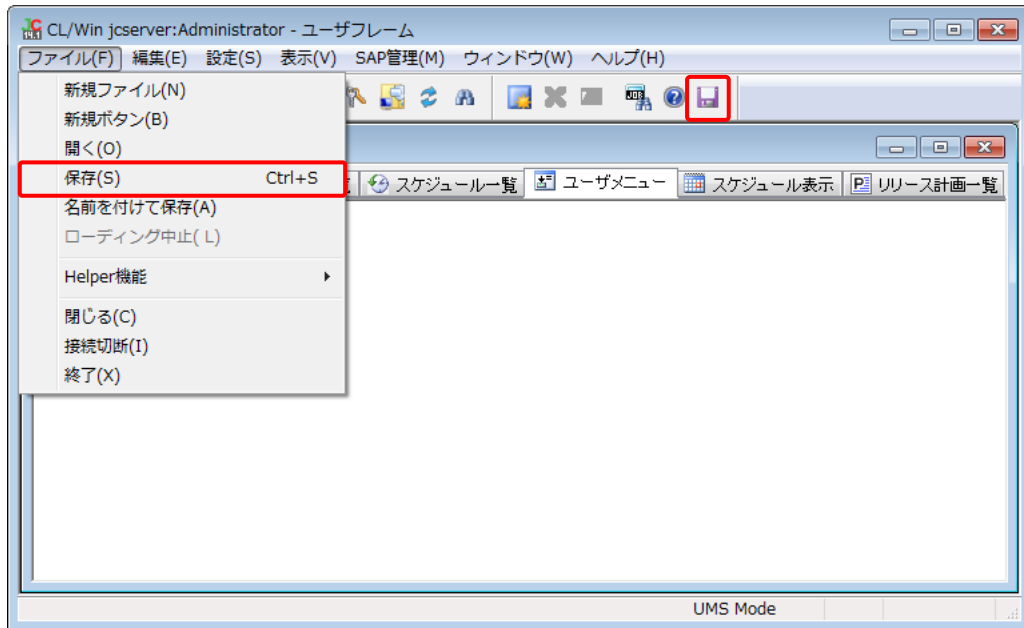 CL/Win jcserver:Administrator - ユーザフレーム
ファイル(F) 編集(E) 設定(S) 表示(V) SAP管理(M) ウィンドウ(W) ヘルプ(H)
新規ファイル(N)
新規ボタン(B)
開く(O)
保存(S) Ctrl+S
スケジュール一覧 ユーザメニュー スケジュール表示 リリース計画一覧
名前を付けて保存(A)
ローディング中止( L)
Helper機能
閉じる(C)
接続切断(I)
終了(X)
UMS Mode